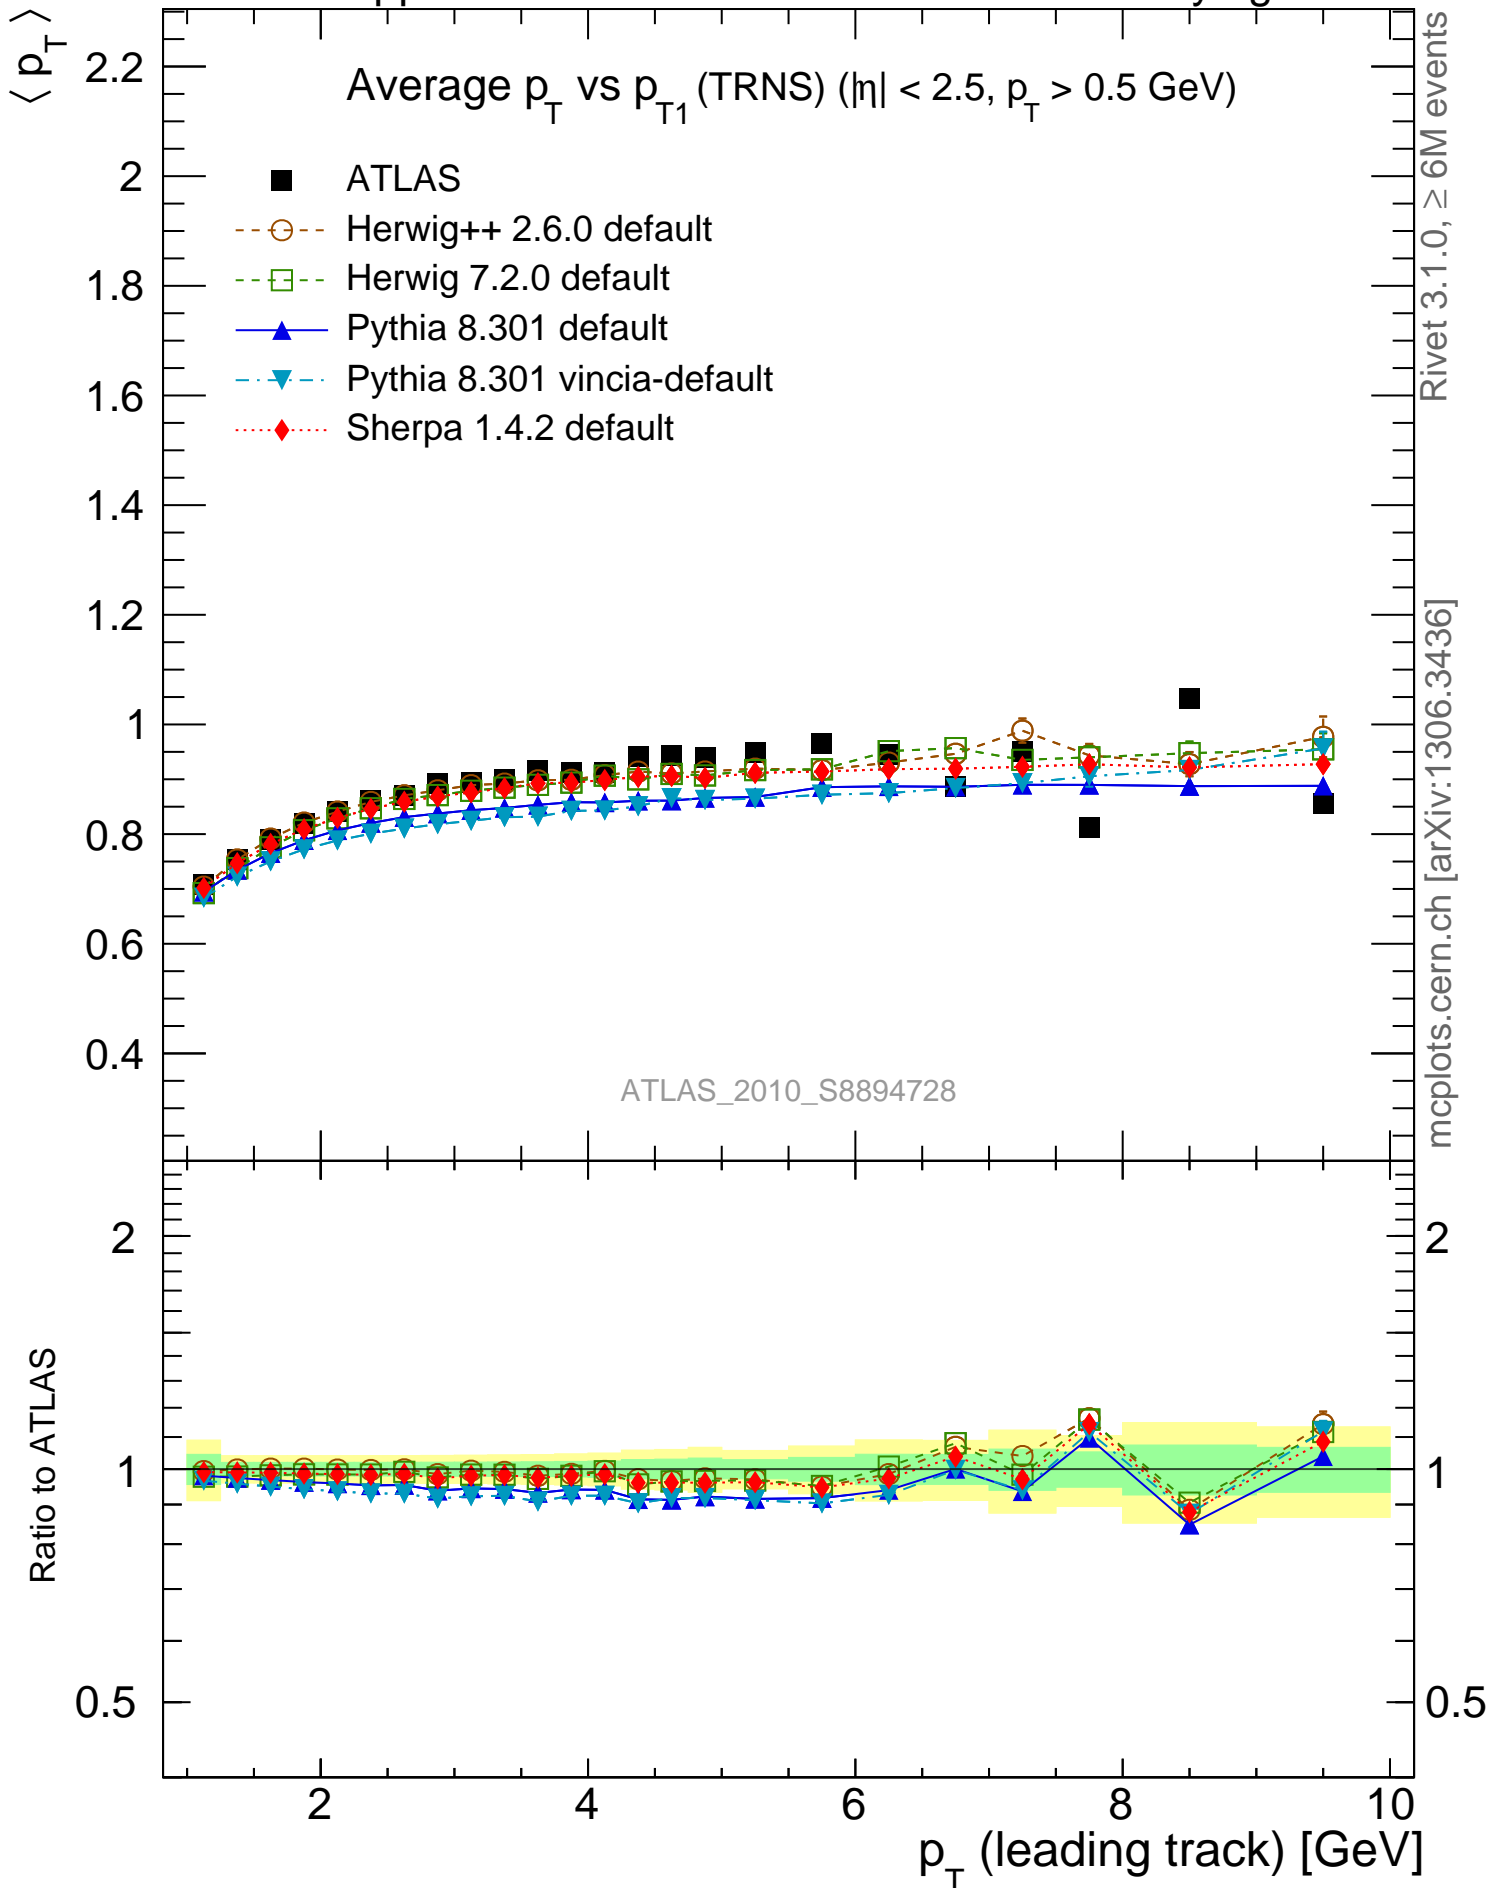 ⟨ p_T ⟩
Average p_T vs p_T1 (TRNS) (|η| < 2.5, p_T > 0.5 GeV)
ATLAS
Herwig++ 2.6.0 default
Herwig 7.2.0 default
Pythia 8.301 default
Pythia 8.301 vincia-default
Sherpa 1.4.2 default
2.2
2
1.8
1.6
1.4
1.2
1
0.8
0.6
0.4
ATLAS_2010_S8894728
Rivet 3.1.0, ≥ 6M events
mcplots.cern.ch [arXiv:1306.3436]
Ratio to ATLAS
2
1
0.5
2
1
0.5
2 4 6 8 10
p_T (leading track) [GeV]